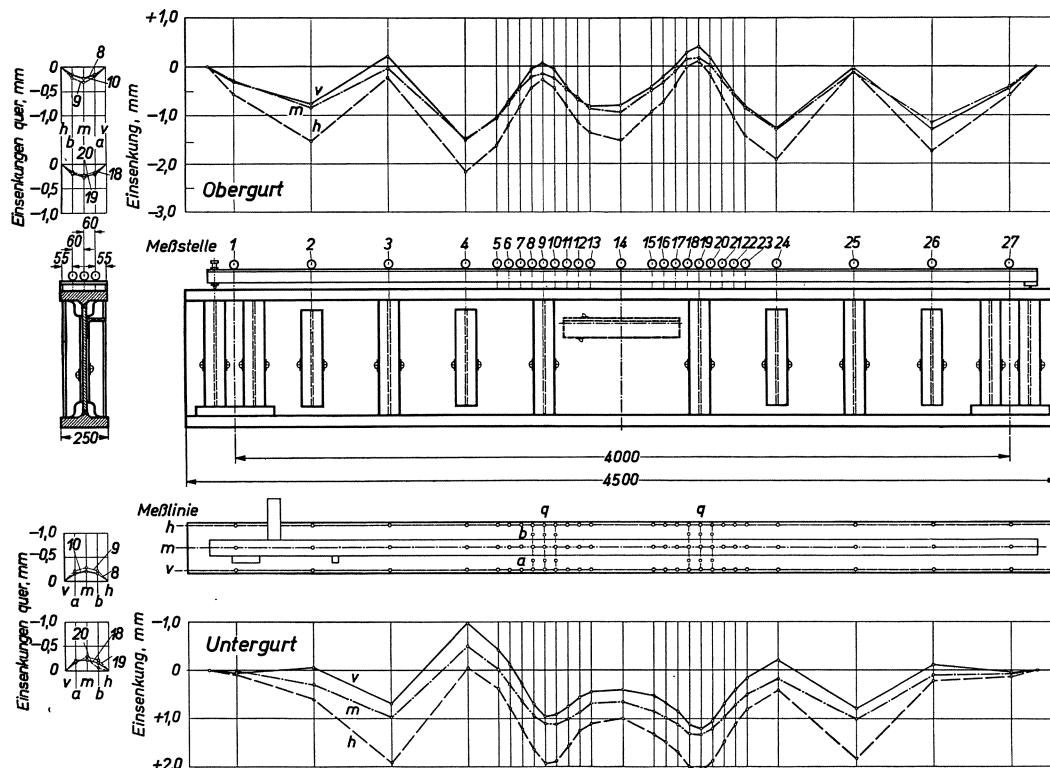 +1,0
0
-1,0
-2,0
-3,0
Einsenkung, mm
Einsenkungen quer, mm
0
-0,5
-1,0
8
9
10
h m v
b a
20
0
-0,5
-1,0
18
19
v
m
h
Obergurt
60
60
55 55
250
Meßstelle 1 2 3 4 5 6 7 8 9 10 11 12 13 14 15 16 17 18 19 20 21 22 23 24 25 26 27
4000
4500
Meßlinie
q q
h
b
m
a
v
Einsenkungen quer, mm
-1,0
-0,5
0
10
9
8
v m h
a b
-1,0
-0,5
0
20
18
19
v m h
a b
Einsenkung, mm
-1,0
0
+1,0
+2,0
Untergurt
v
m
h